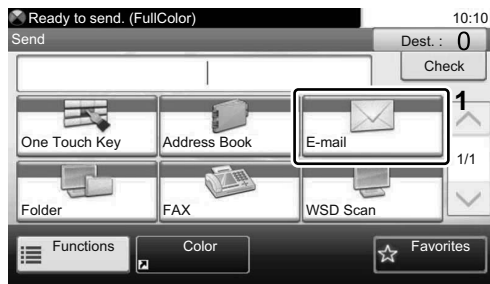 Ready to send. (FullColor) 10:10
Send Dest. : 0
Check
1
One Touch Key Address Book E-mail
1/1
Folder FAX WSD Scan
Functions Color Favorites